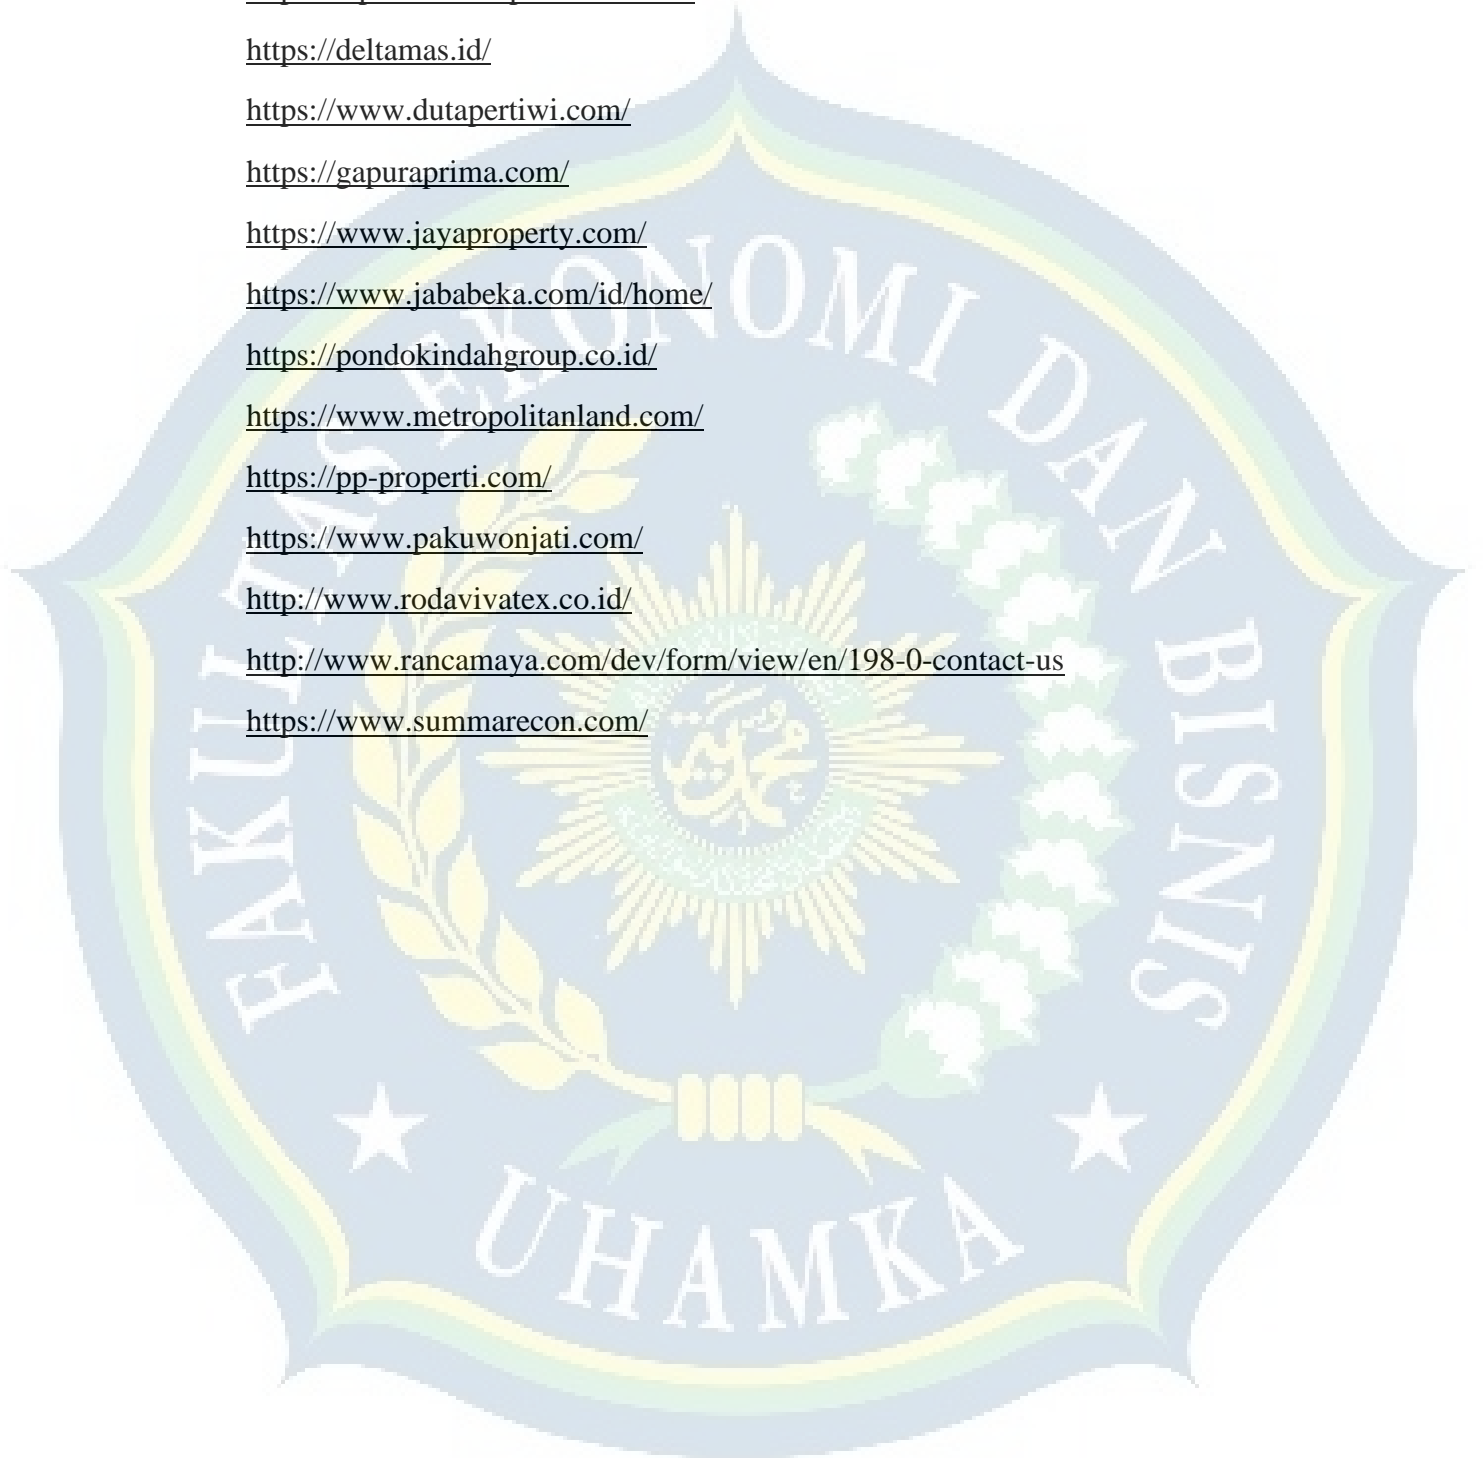 https://deltamas.id/
https://www.dutapertiwi.com/
https://gapuraprima.com/
https://www.jayaproperty.com/
https://www.jababeka.com/id/home/
https://pondokindahgroup.co.id/
https://www.metropolitanland.com/
https://pp-properti.com/
https://www.pakuwonjati.com/
http://www.rodavivatex.co.id/
http://www.rancamaya.com/dev/form/view/en/198-0-contact-us
https://www.summarecon.com/
FAKULTAS EKONOMI DAN BISNIS
UHAMKA